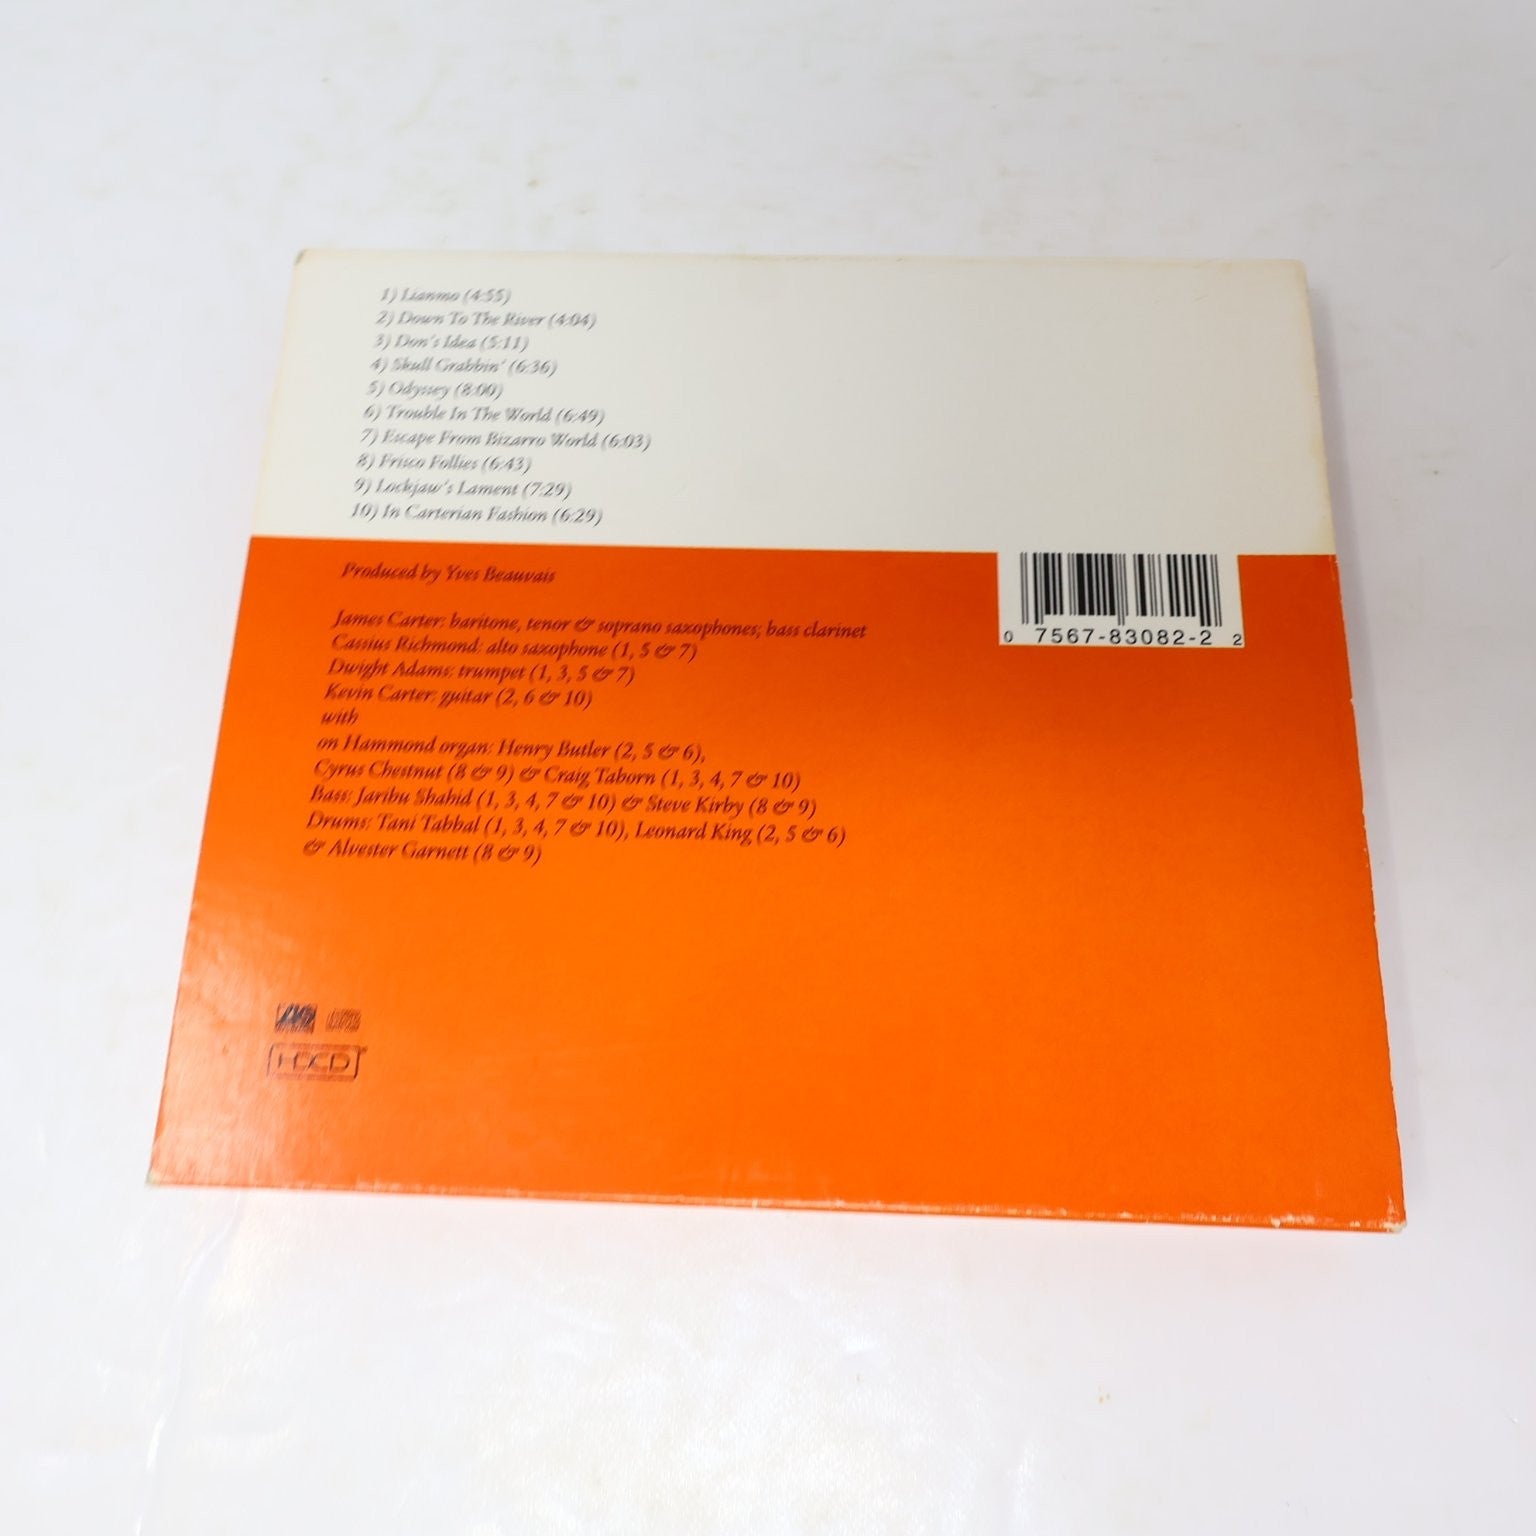 1) Lianmo (4:55)
2) Down To The River (4:04)
3) Don's Idea (5:11)
4) Skull Grabbin' (6:36)
5) Odyssey (8:00)
6) Trouble In The World (6:49)
7) Escape From Bizarro World (6:03)
8) Frisco Follies (6:43)
9) Lockjaw's Lament (7:29)
10) In Carterian Fashion (6:29)
Produced by Yves Beauvais
0 7567-83082-2 2
James Carter: baritone, tenor & soprano saxophones; bass clarinet
Cassius Richmond: alto saxophone (1, 5 & 7)
Dwight Adams: trumpet (1, 3, 5 & 7)
Kevin Carter: guitar (2, 6 & 10)
with
on Hammond organ: Henry Butler (2, 5 & 6),
Cyrus Chestnut (8 & 9) & Craig Taborn (1, 3, 4, 7 & 10)
Bass: Jaribu Shahid (1, 3, 4, 7 & 10) & Steve Kirby (8 & 9)
Drums: Tani Tabbal (1, 3, 4, 7 & 10), Leonard King (2, 5 & 6)
& Alvester Garnett (8 & 9)
HDCD